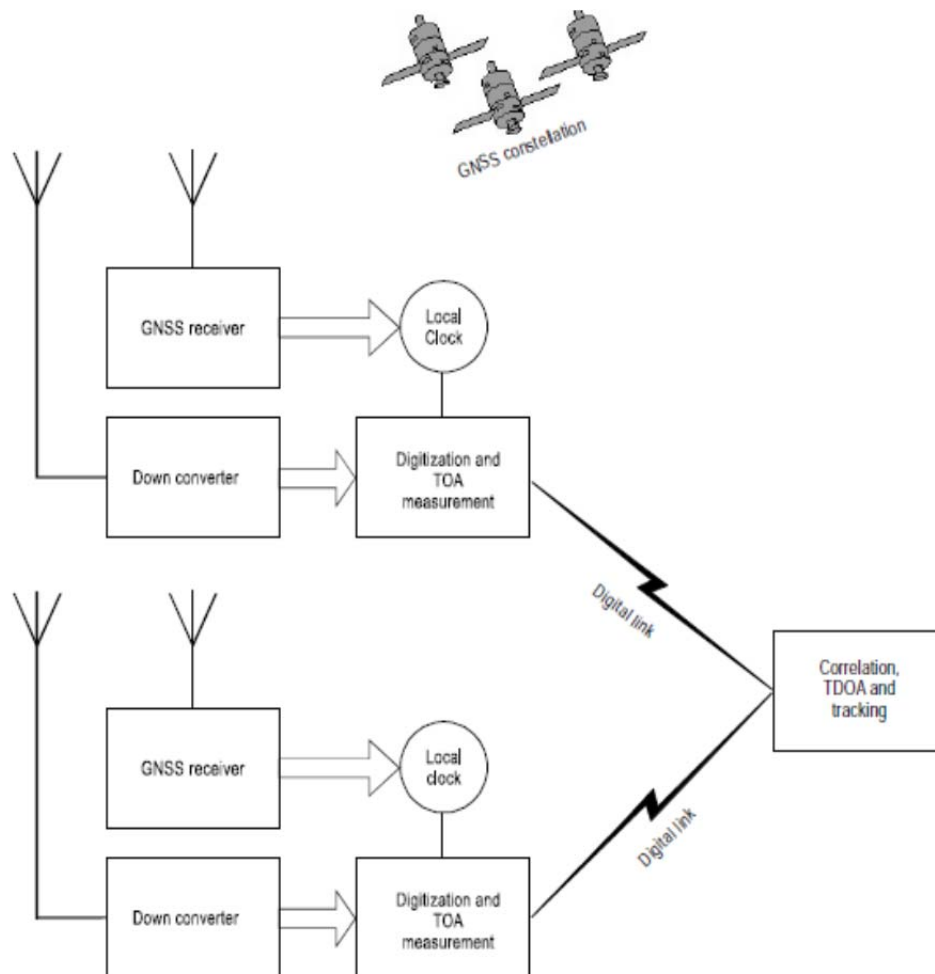 GNSS constellation
GNSS receiver
Local
Clock
Down converter
Digitization and
TOA
measurement
Digital link
Correlation,
TDOA and
tracking
GNSS receiver
Local
clock
Digital link
Down converter
Digitization and
TOA
measurement